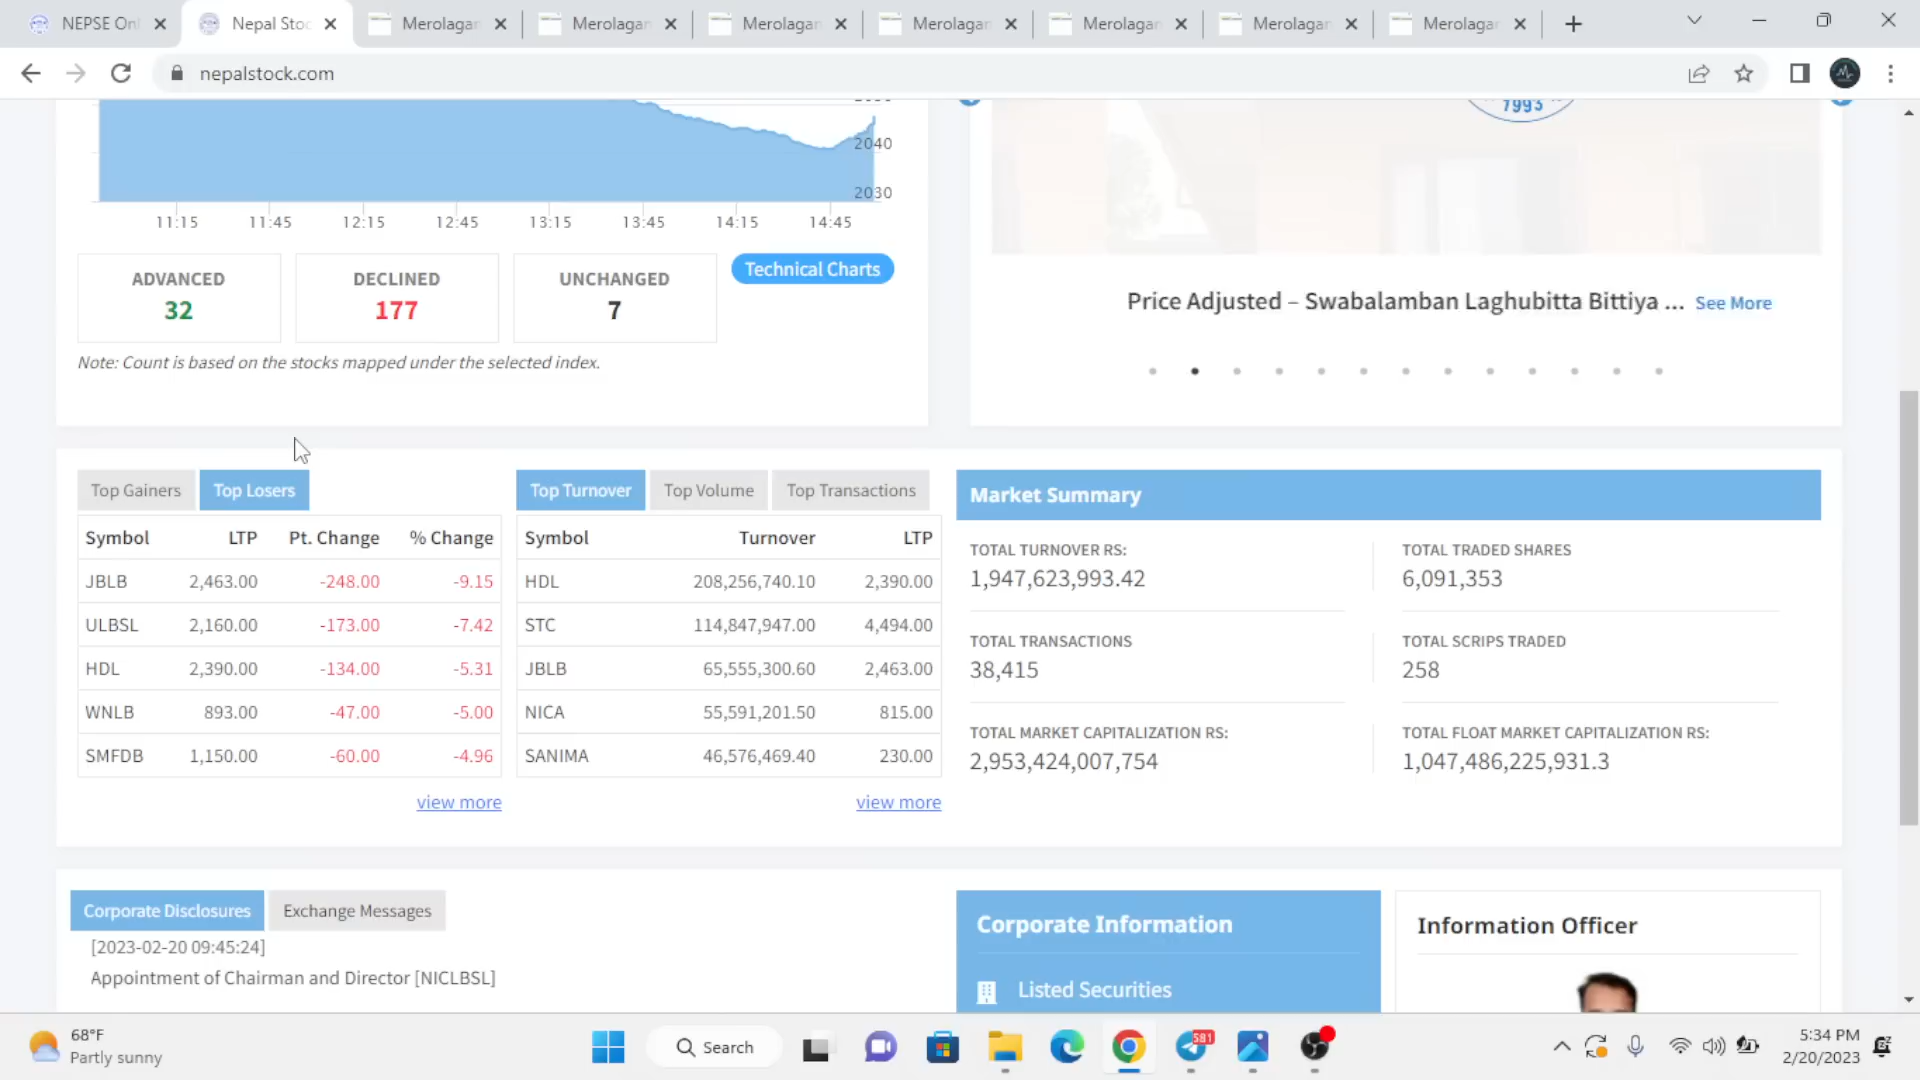 NEPSE Onl
Nepal Stoc
Merolagan
Merolagan
Merolagan
Merolagan
Merolagan
Merolagan
Merolagan
nepalstock.com
2040
2030
11:15 11:45 12:15 12:45 13:15 13:45 14:15 14:45
1993
ADVANCED
32
DECLINED
177
UNCHANGED
7
Technical Charts
Note: Count is based on the stocks mapped under the selected index.
Price Adjusted – Swabalamban Laghubitta Bittiya ... See More
Top Gainers Top Losers
Symbol LTP Pt. Change % Change
JBLB 2,463.00 -248.00 -9.15
ULBSL 2,160.00 -173.00 -7.42
HDL 2,390.00 -134.00 -5.31
WNLB 893.00 -47.00 -5.00
SMFDB 1,150.00 -60.00 -4.96
view more
Top Turnover Top Volume Top Transactions
Symbol Turnover LTP
HDL 208,256,740.10 2,390.00
STC 114,847,947.00 4,494.00
JBLB 65,555,300.60 2,463.00
NICA 55,591,201.50 815.00
SANIMA 46,576,469.40 230.00
view more
Market Summary
TOTAL TURNOVER RS:
1,947,623,993.42
TOTAL TRADED SHARES
6,091,353
TOTAL TRANSACTIONS
38,415
TOTAL SCRIPS TRADED
258
TOTAL MARKET CAPITALIZATION RS:
2,953,424,007,754
TOTAL FLOAT MARKET CAPITALIZATION RS:
1,047,486,225,931.3
Corporate Disclosures Exchange Messages
[2023-02-20 09:45:24]
Appointment of Chairman and Director [NICLBSL]
Corporate Information
Listed Securities
Information Officer
68°F
Partly sunny
Search
581
5:34 PM
2/20/2023